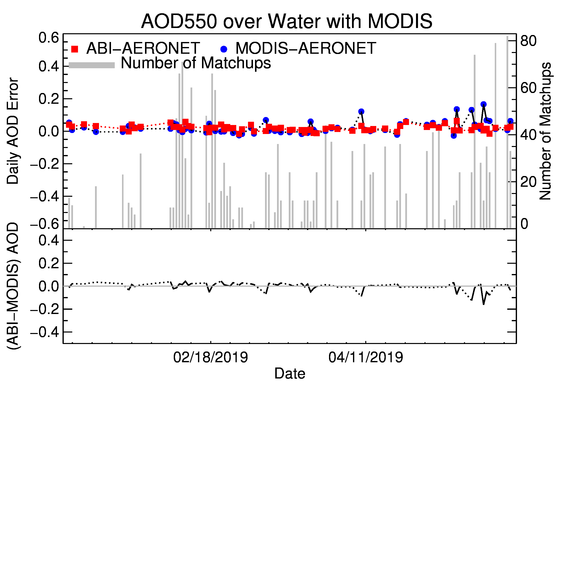 AOD550 over Water with MODIS
ABI−AERONET MODIS−AERONET
Number of Matchups
Daily AOD Error
0.6
0.4
0.2
0.0
−0.2
−0.4
−0.6
80
60
40
20
0
Number of Matchups
(ABI−MODIS) AOD
0.4
0.2
0.0
−0.2
−0.4
02/18/2019 04/11/2019
Date